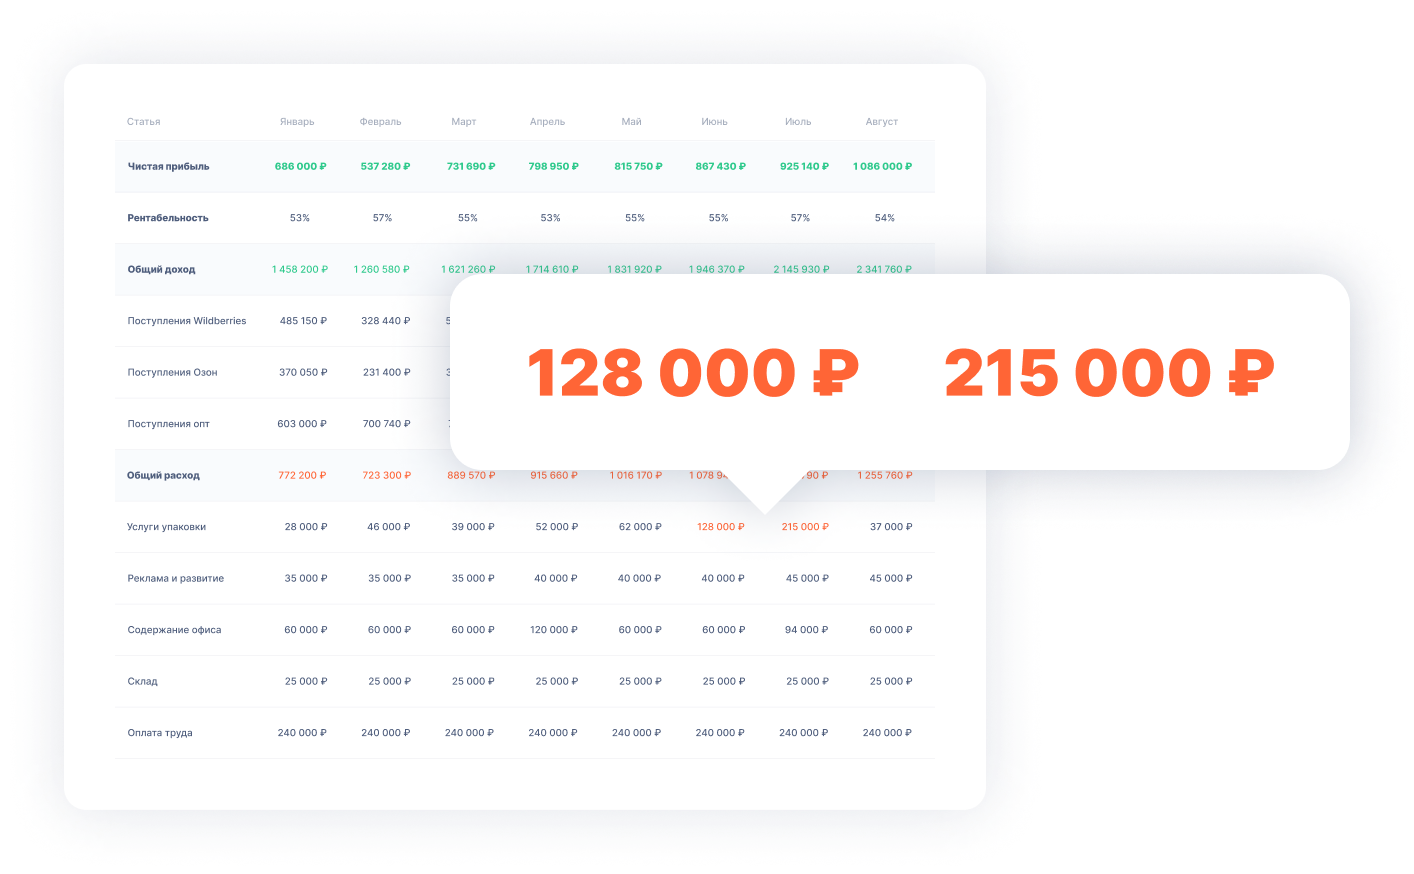 Статья Январь Февраль Март Апрель Май Июнь Июль Август
Чистая прибыль 686 000 ₽ 537 280 ₽ 731 690 ₽ 798 950 ₽ 815 750 ₽ 867 430 ₽ 925 140 ₽ 1 086 000 ₽
Рентабельность 53% 57% 55% 53% 55% 55% 57% 54%
Общий доход 1 458 200 ₽ 1 260 580 ₽ 1 621 260 ₽ 1 714 610 ₽ 1 831 920 ₽ 1 946 370 ₽ 2 145 930 ₽ 2 341 760 ₽
Поступления Wildberries 485 150 ₽ 328 440 ₽
128 000 ₽ 215 000 ₽
Поступления Озон 370 050 ₽ 231 400 ₽
Поступления опт 603 000 ₽ 700 740 ₽
Общий расход 772 200 ₽ 723 300 ₽ 889 570 ₽ 915 660 ₽ 1 016 170 ₽ 1 078 90 ₽ 1 255 760 ₽
Услуги упаковки 28 000 ₽ 46 000 ₽ 39 000 ₽ 52 000 ₽ 62 000 ₽ 128 000 ₽ 215 000 ₽ 37 000 ₽
Реклама и развитие 35 000 ₽ 35 000 ₽ 35 000 ₽ 40 000 ₽ 40 000 ₽ 40 000 ₽ 45 000 ₽ 45 000 ₽
Содержание офиса 60 000 ₽ 60 000 ₽ 60 000 ₽ 120 000 ₽ 60 000 ₽ 60 000 ₽ 94 000 ₽ 60 000 ₽
Склад 25 000 ₽ 25 000 ₽ 25 000 ₽ 25 000 ₽ 25 000 ₽ 25 000 ₽ 25 000 ₽ 25 000 ₽
Оплата труда 240 000 ₽ 240 000 ₽ 240 000 ₽ 240 000 ₽ 240 000 ₽ 240 000 ₽ 240 000 ₽ 240 000 ₽